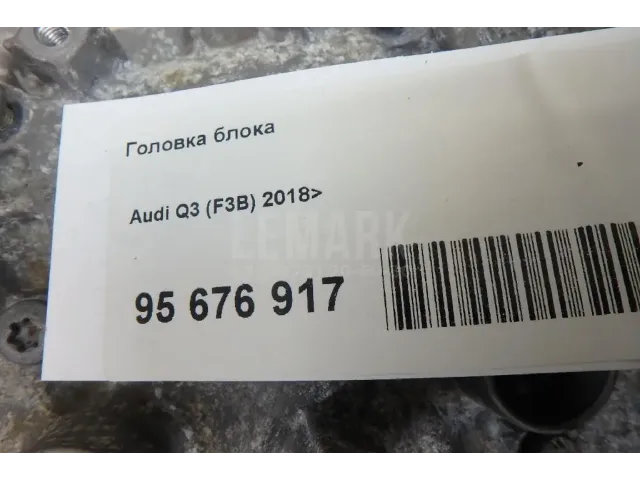 Головка блока
Audi Q3 (F3B) 2018>
LEMARK
95 676 917